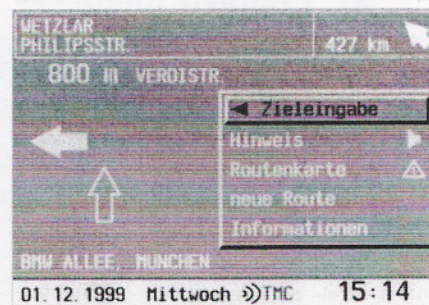 WETZLAR
PHILIPSSTR. 427 km
800 m VERDISTR.
Zieleingabe
Hinweis
Routenkarte
neue Route
Informationen
BMW ALLEE, MUNCHEN
01.12.1999 Mittwoch TMC 15:14